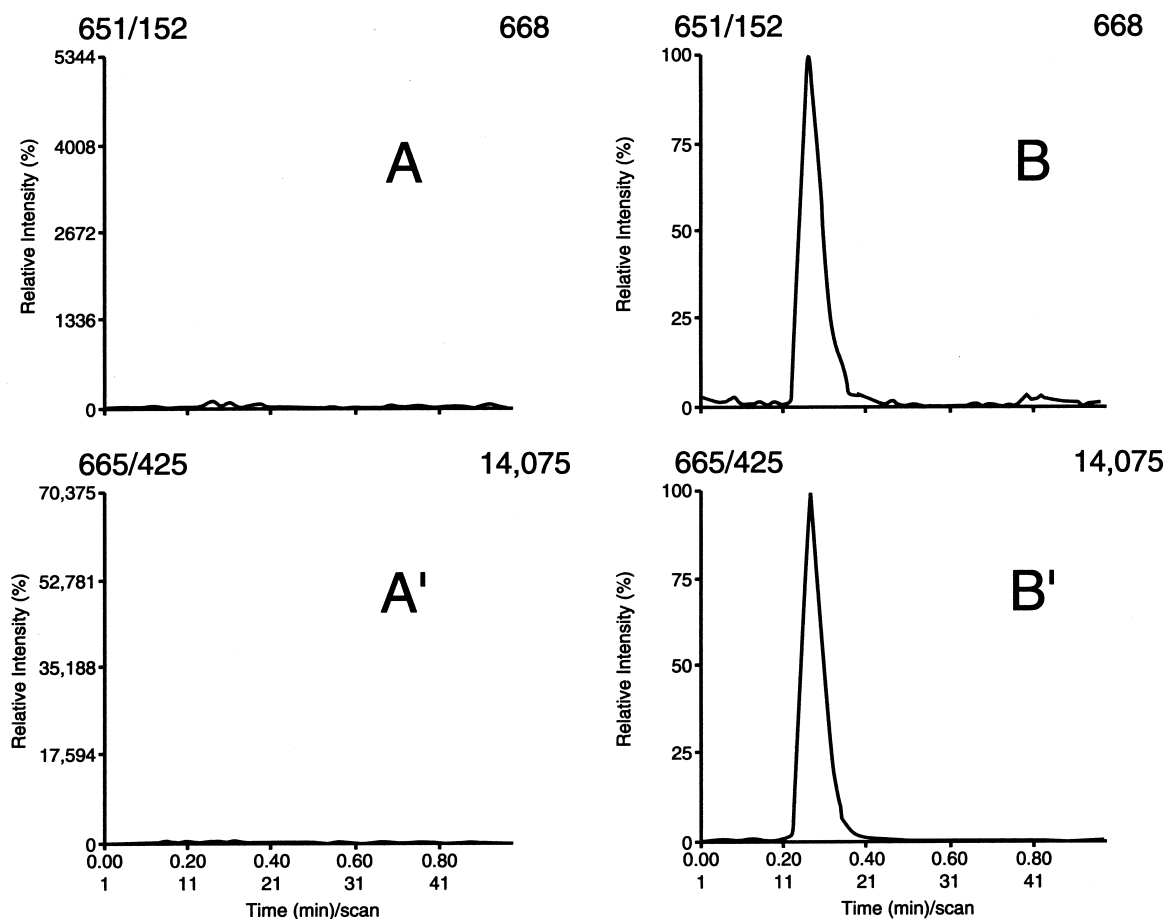 651/152 668
5344
4008
2672
1336
0
Relative Intensity (%)
A
651/152 668
100
75
50
25
0
Relative Intensity (%)
B
665/425 14,075
70,375
52,781
35,188
17,594
0
Relative Intensity (%)
A'
0.00 0.20 0.40 0.60 0.80
1 11 21 31 41
Time (min)/scan
665/425 14,075
100
75
50
25
0
Relative Intensity (%)
B'
0.00 0.20 0.40 0.60 0.80
1 11 21 31 41
Time (min)/scan